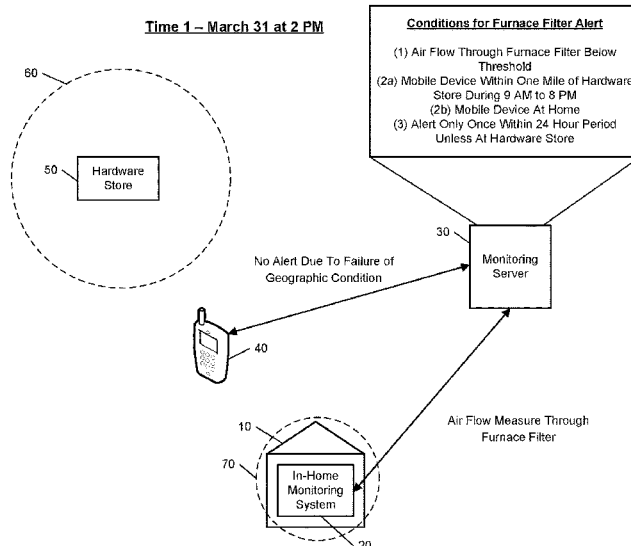 Time 1 – March 31 at 2 PM
Conditions for Furnace Filter Alert
(1) Air Flow Through Furnace Filter Below
Threshold
(2a) Mobile Device Within One Mile of Hardware
Store During 9 AM to 8 PM
(2b) Mobile Device At Home
(3) Alert Only Once Within 24 Hour Period
Unless At Hardware Store
60
50
Hardware
Store
30
Monitoring
Server
No Alert Due To Failure of
Geographic Condition
40
10
70
In-Home
Monitoring
System
Air Flow Measure Through
Furnace Filter
20